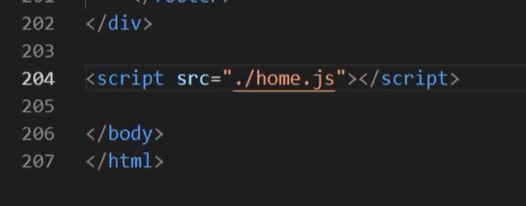 202 </div>
203
204 <script src="./home.js"></script>
205
206 </body>
207 </html>